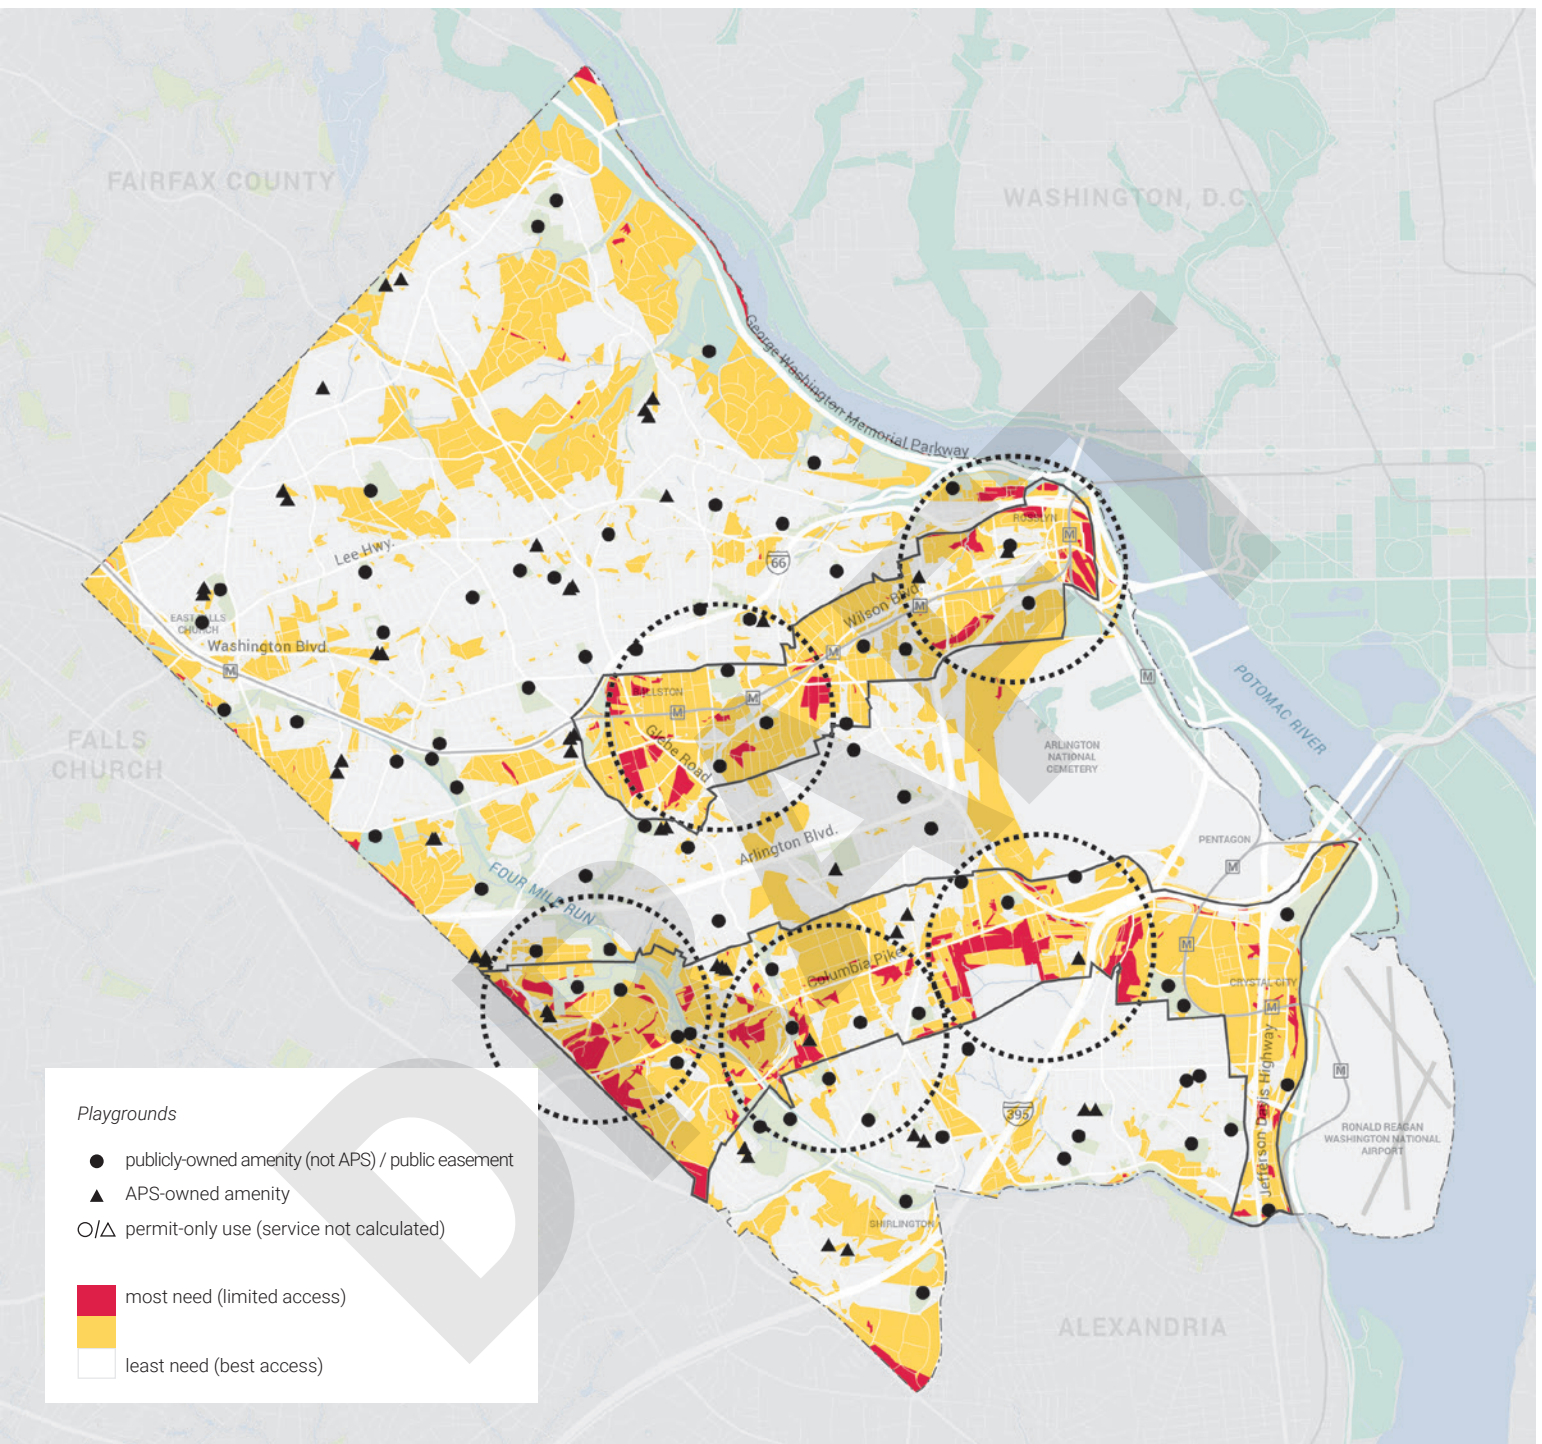 FAIRFAX COUNTY
WASHINGTON, D.C.
George Washington Memorial Parkway
ROSSLYN
M
Lee Hwy.
66
EAST FALLS
CHURCH
Washington Blvd.
M
Wilson Blvd.
M
M
M
BALLSTON
M
M
Globe Road
POTOMAC RIVER
FALLS
CHURCH
ARLINGTON
NATIONAL
CEMETERY
Arlington Blvd.
PENTAGON
M
FOUR MILE RUN
Columbia Pike
M
CRYSTAL CITY
M
Jefferson Davis Highway
M
395
RONALD REAGAN
WASHINGTON NATIONAL
AIRPORT
SHIRLINGTON
ALEXANDRIA
DRAFT
Playgrounds
publicly-owned amenity (not APS) / public easement
APS-owned amenity
/
permit-only use (service not calculated)
most need (limited access)
least need (best access)